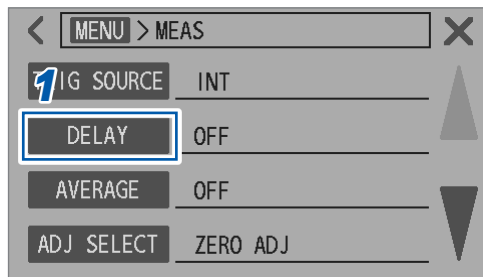 MENU > MEAS
1
IG SOURCE INT
DELAY OFF
AVERAGE OFF
ADJ SELECT ZERO ADJ